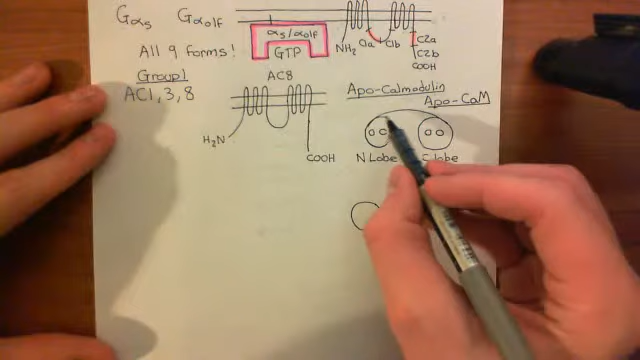 Gαs Gαolf
αs/αolf
GTP
NH2 C1a C1b C2a
C2b
COOH
All 9 forms!
Group1
AC1, 3, 8
AC8
H2N
COOH
Apo-Calmodulin
Apo-CaM
N Lobe C lobe